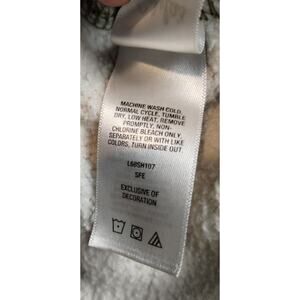 MACHINE WASH COLD,
NORMAL CYCLE, TUMBLE
DRY, LOW HEAT, REMOVE
PROMPTLY, NON-
CHLORINE BLEACH ONLY,
SEPARATELY OR WITH LIKE
COLORS, TURN INSIDE OUT
L68SH107
SFE
EXCLUSIVE OF
DECORATION